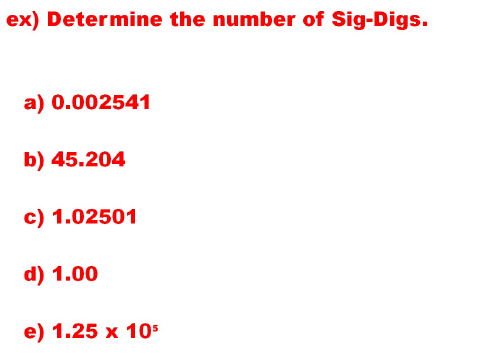 ex) Determine the number of Sig-Digs.
a) 0.002541
b) 45.204
c) 1.02501
d) 1.00
e) 1.25 x 10⁵